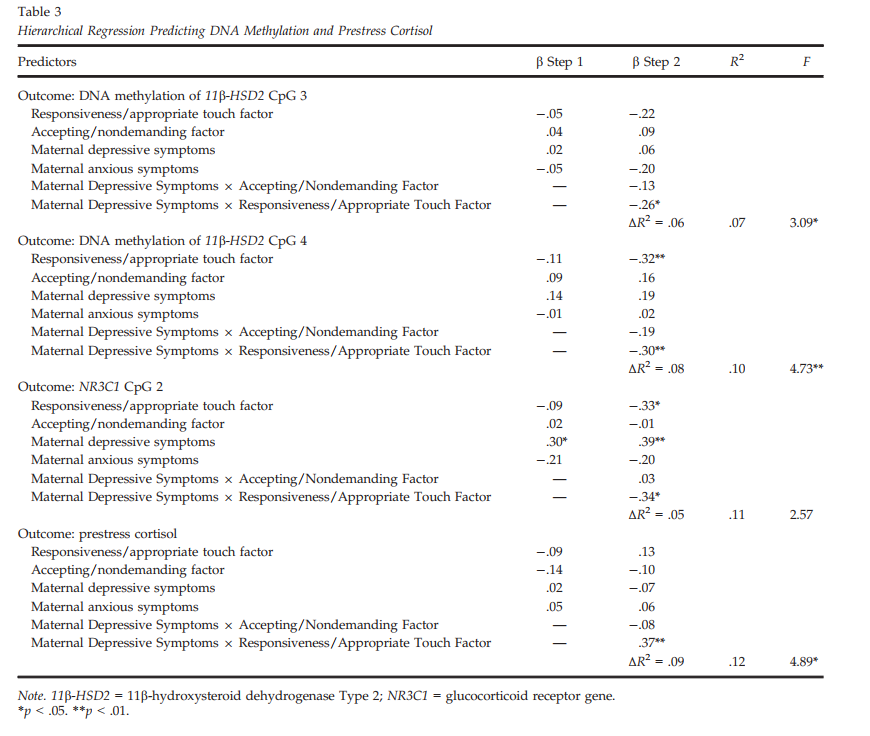 Table 3
Hierarchical Regression Predicting DNA Methylation and Prestress Cortisol
Predictors β Step 1 β Step 2 R² F
Outcome: DNA methylation of 11β-HSD2 CpG 3
Responsiveness/appropriate touch factor −.05 −.22
Accepting/nondemanding factor .04 .09
Maternal depressive symptoms .02 .06
Maternal anxious symptoms −.05 −.20
Maternal Depressive Symptoms × Accepting/Nondemanding Factor — −.13
Maternal Depressive Symptoms × Responsiveness/Appropriate Touch Factor — −.26*
ΔR² = .06 .07 3.09*
Outcome: DNA methylation of 11β-HSD2 CpG 4
Responsiveness/appropriate touch factor −.11 −.32**
Accepting/nondemanding factor .09 .16
Maternal depressive symptoms .14 .19
Maternal anxious symptoms −.01 .02
Maternal Depressive Symptoms × Accepting/Nondemanding Factor — −.19
Maternal Depressive Symptoms × Responsiveness/Appropriate Touch Factor — −.30**
ΔR² = .08 .10 4.73**
Outcome: NR3C1 CpG 2
Responsiveness/appropriate touch factor −.09 −.33*
Accepting/nondemanding factor .02 −.01
Maternal depressive symptoms .30* .39**
Maternal anxious symptoms −.21 −.20
Maternal Depressive Symptoms × Accepting/Nondemanding Factor — .03
Maternal Depressive Symptoms × Responsiveness/Appropriate Touch Factor — −.34*
ΔR² = .05 .11 2.57
Outcome: prestress cortisol
Responsiveness/appropriate touch factor −.09 .13
Accepting/nondemanding factor −.14 −.10
Maternal depressive symptoms .02 −.07
Maternal anxious symptoms .05 .06
Maternal Depressive Symptoms × Accepting/Nondemanding Factor — −.08
Maternal Depressive Symptoms × Responsiveness/Appropriate Touch Factor — .37**
ΔR² = .09 .12 4.89*
Note. 11β-HSD2 = 11β-hydroxysteroid dehydrogenase Type 2; NR3C1 = glucocorticoid receptor gene.
*p < .05. **p < .01.